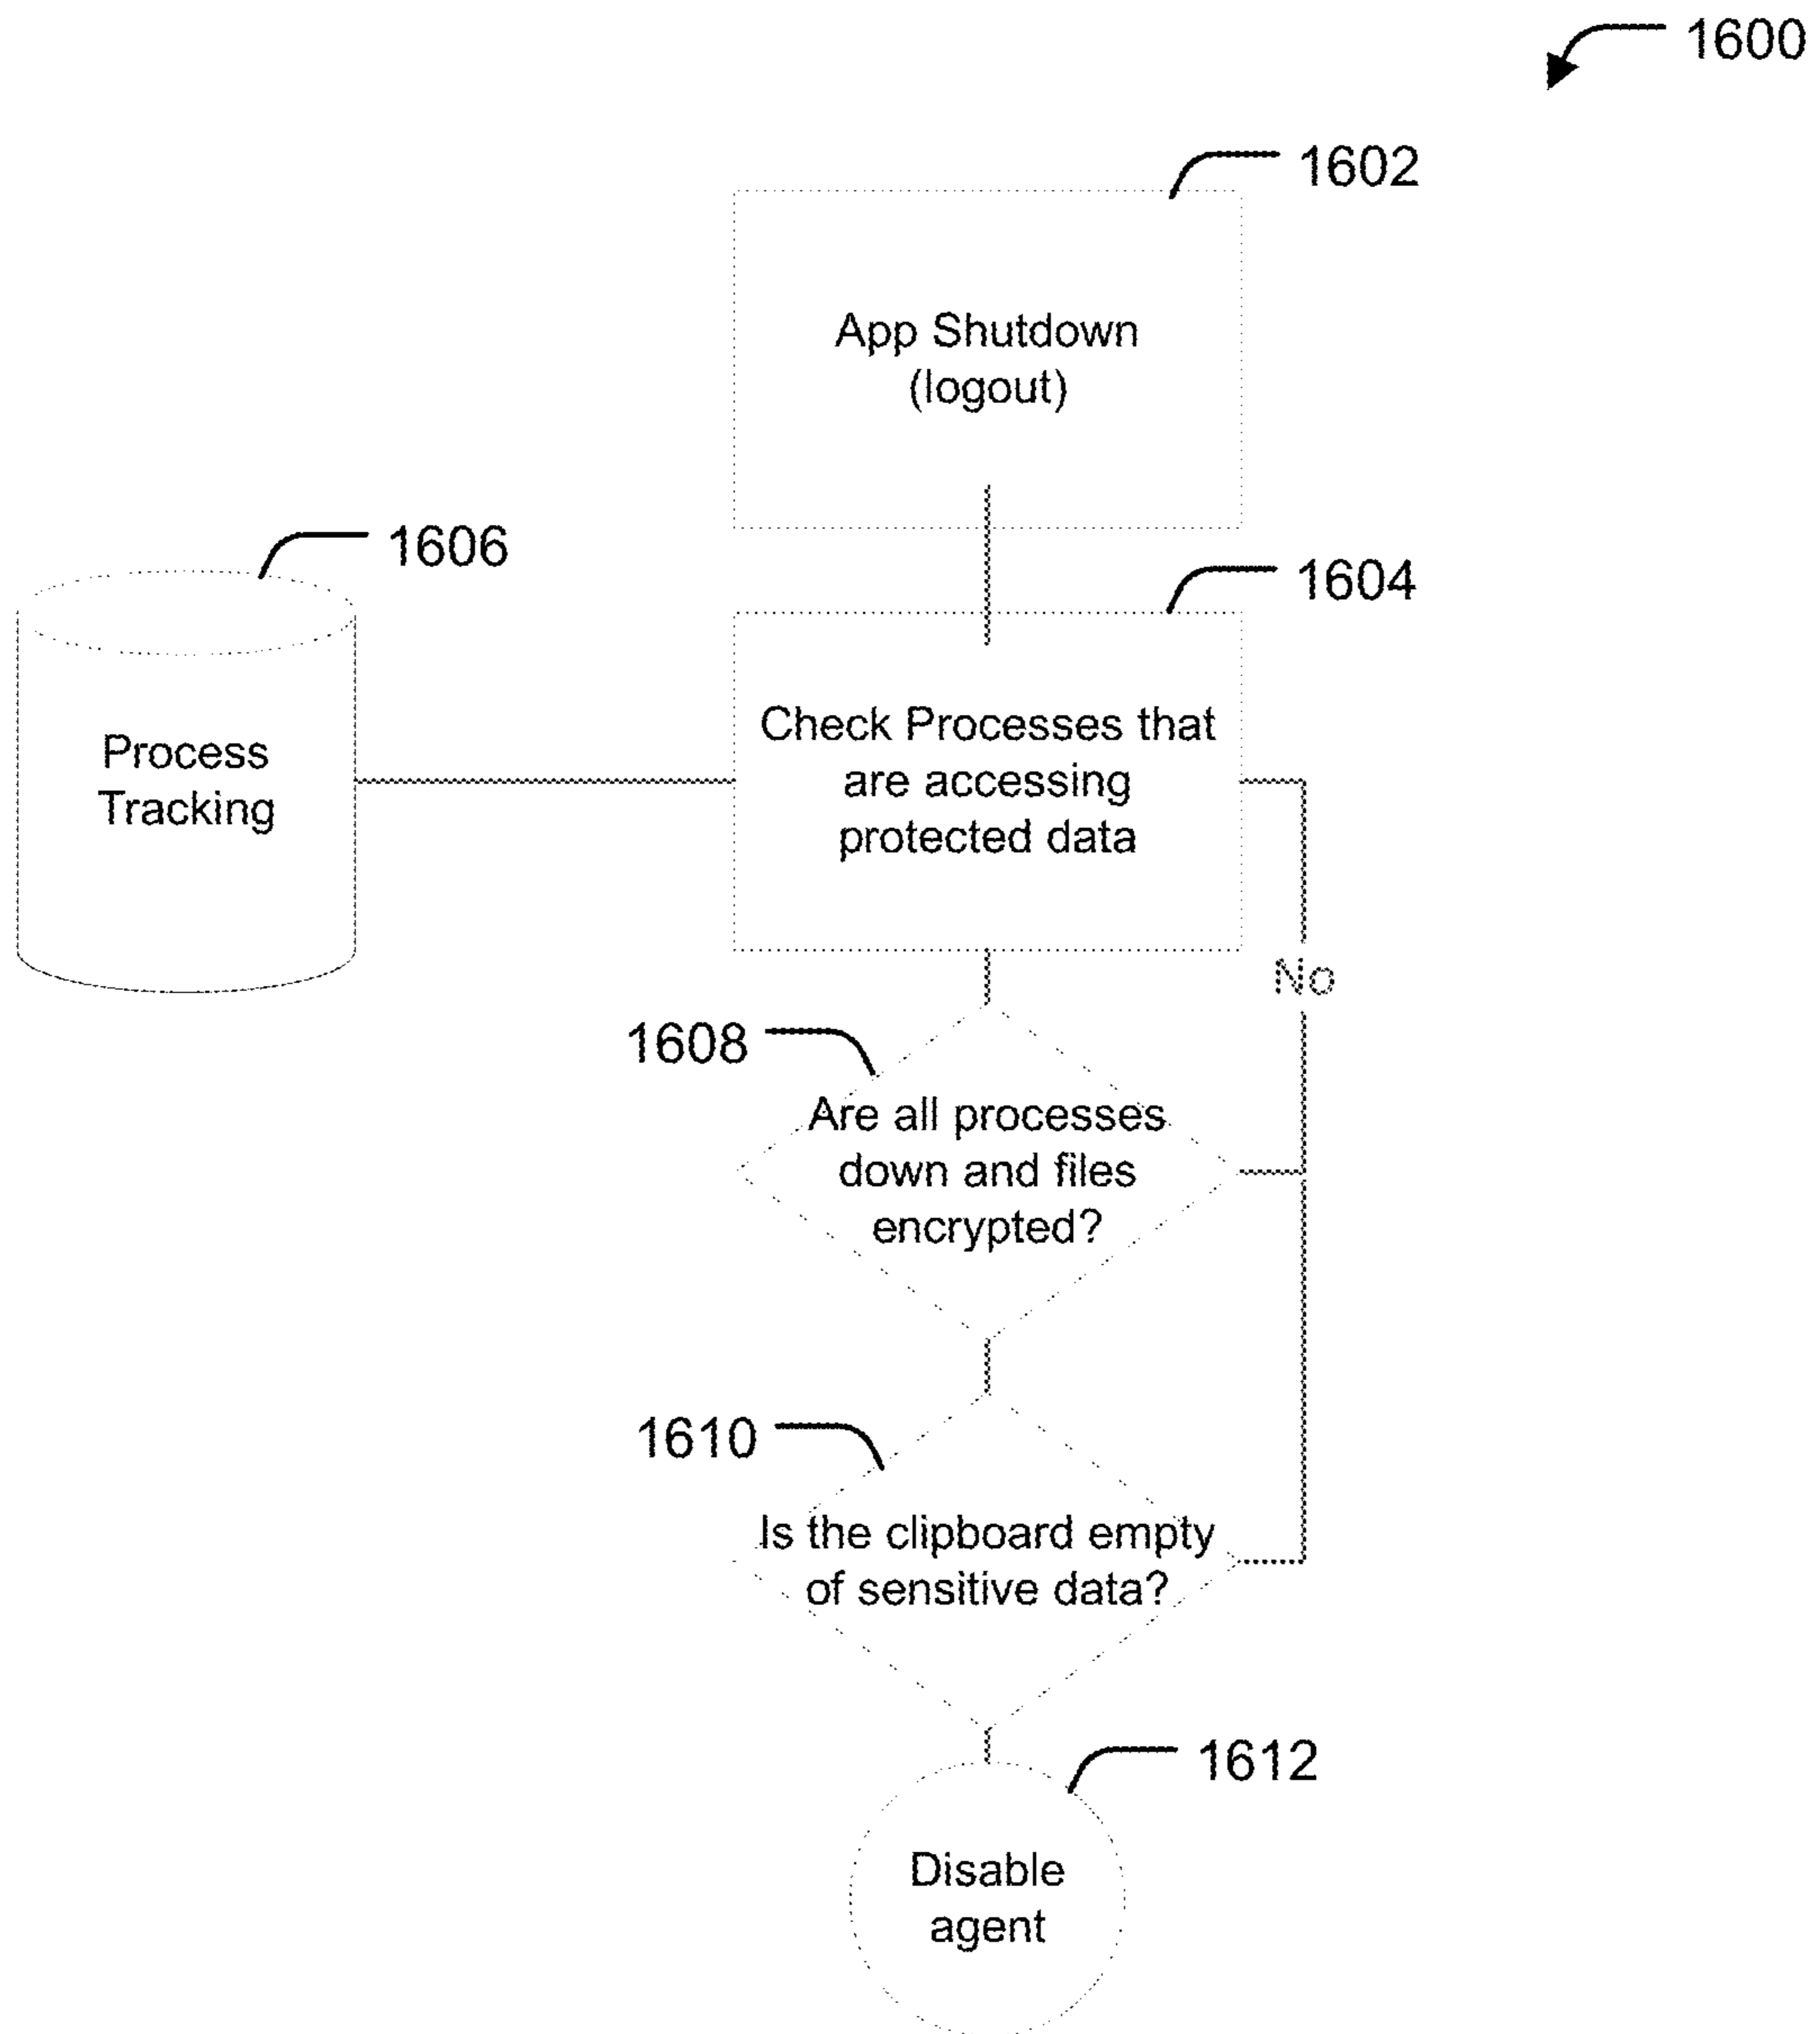 1600
1602
App Shutdown
(logout)
1606
1604
Process
Tracking
Check Processes that
are accessing
protected data
No
1608
Are all processes
down and files
encrypted?
1610
Is the clipboard empty
of sensitive data?
1612
Disable
agent